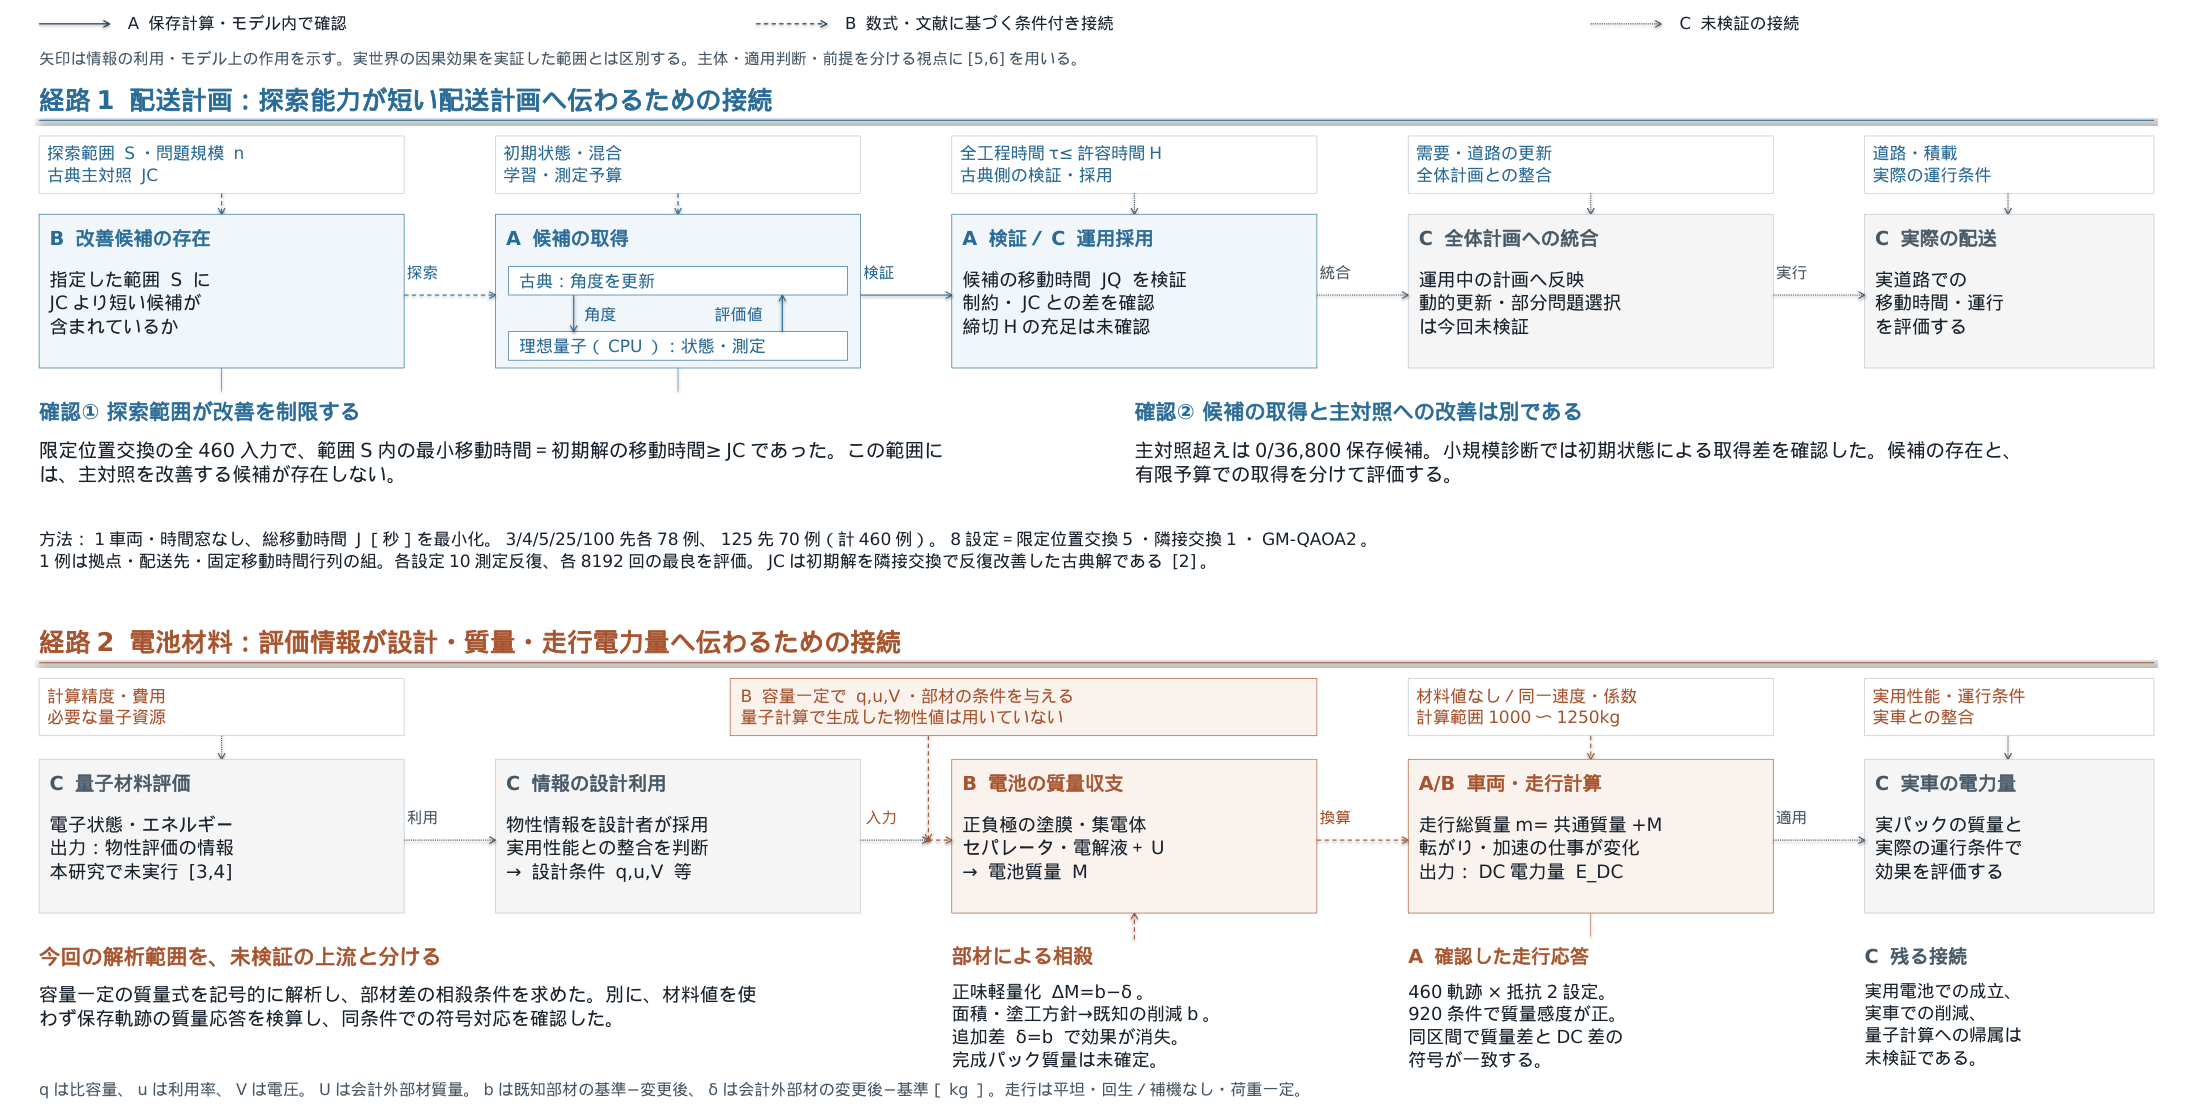 A 保存計算・モデル内で確認
B 数式・文献に基づく条件付き接続
C 未検証の接続
矢印は情報の利用・モデル上の作用を示す。実世界の因果効果を実証した範囲とは区別する。主体・適用判断・前提を分ける視点に [5,6] を用いる。
経路 1 配送計画：探索能力が短い配送計画へ伝わるための接続
探索範囲 S ・問題規模 n
古典主対照 JC
初期状態・混合
学習・測定予算
全工程時間 τ≤ 許容時間 H
古典側の検証・採用
需要・道路の更新
全体計画との整合
道路・積載
実際の運行条件
B 改善候補の存在
指定した範囲 S に
JC より短い候補が
含まれているか
探索
A 候補の取得
古典：角度を更新
角度
評価値
理想量子（ CPU ）：状態・測定
検証
A 検証 / C 運用採用
候補の移動時間 JQ を検証
制約・ JC との差を確認
締切 H の充足は未確認
統合
C 全体計画への統合
運用中の計画へ反映
動的更新・部分問題選択
は今回未検証
実行
C 実際の配送
実道路での
移動時間・運行
を評価する
確認① 探索範囲が改善を制限する
限定位置交換の全 460 入力で、範囲 S 内の最小移動時間 = 初期解の移動時間≥ JC であった。この範囲に
は、主対照を改善する候補が存在しない。
確認② 候補の取得と主対照への改善は別である
主対照超えは 0/36,800 保存候補。小規模診断では初期状態による取得差を確認した。候補の存在と、
有限予算での取得を分けて評価する。
方法： 1 車両・時間窓なし、総移動時間 J [ 秒 ] を最小化。 3/4/5/25/100 先各 78 例、 125 先 70 例 ( 計 460 例 ) 。 8 設定 = 限定位置交換 5 ・隣接交換 1 ・ GM-QAOA2 。
1 例は拠点・配送先・固定移動時間行列の組。各設定 10 測定反復、各 8192 回の最良を評価。 JC は初期解を隣接交換で反復改善した古典解である [2] 。
経路 2 電池材料：評価情報が設計・質量・走行電力量へ伝わるための接続
計算精度・費用
必要な量子資源
B 容量一定で q,u,V ・部材の条件を与える
量子計算で生成した物性値は用いていない
材料値なし / 同一速度・係数
計算範囲 1000 〜 1250kg
実用性能・運行条件
実車との整合
C 量子材料評価
電子状態・エネルギー
出力：物性評価の情報
本研究で未実行 [3,4]
利用
C 情報の設計利用
物性情報を設計者が採用
実用性能との整合を判断
→ 設計条件 q,u,V 等
入力
B 電池の質量収支
正負極の塗膜・集電体
セパレータ・電解液 + U
→ 電池質量 M
換算
A/B 車両・走行計算
走行総質量 m= 共通質量 +M
転がり・加速の仕事が変化
出力： DC 電力量 E_DC
適用
C 実車の電力量
実パックの質量と
実際の運行条件で
効果を評価する
今回の解析範囲を、未検証の上流と分ける
容量一定の質量式を記号的に解析し、部材差の相殺条件を求めた。別に、材料値を使
わず保存軌跡の質量応答を検算し、同条件での符号対応を確認した。
部材による相殺
正味軽量化 ΔM=b−δ 。
面積・塗工方針→既知の削減 b 。
追加差 δ=b で効果が消失。
完成パック質量は未確定。
A 確認した走行応答
460 軌跡 × 抵抗 2 設定。
920 条件で質量感度が正。
同区間で質量差と DC 差の
符号が一致する。
C 残る接続
実用電池での成立、
実車での削減、
量子計算への帰属は
未検証である。
q は比容量、 u は利用率、 V は電圧。 U は会計外部材質量。 b は既知部材の基準−変更後、 δ は会計外部材の変更後−基準 [ kg ] 。走行は平坦・回生 / 補機なし・荷重一定。